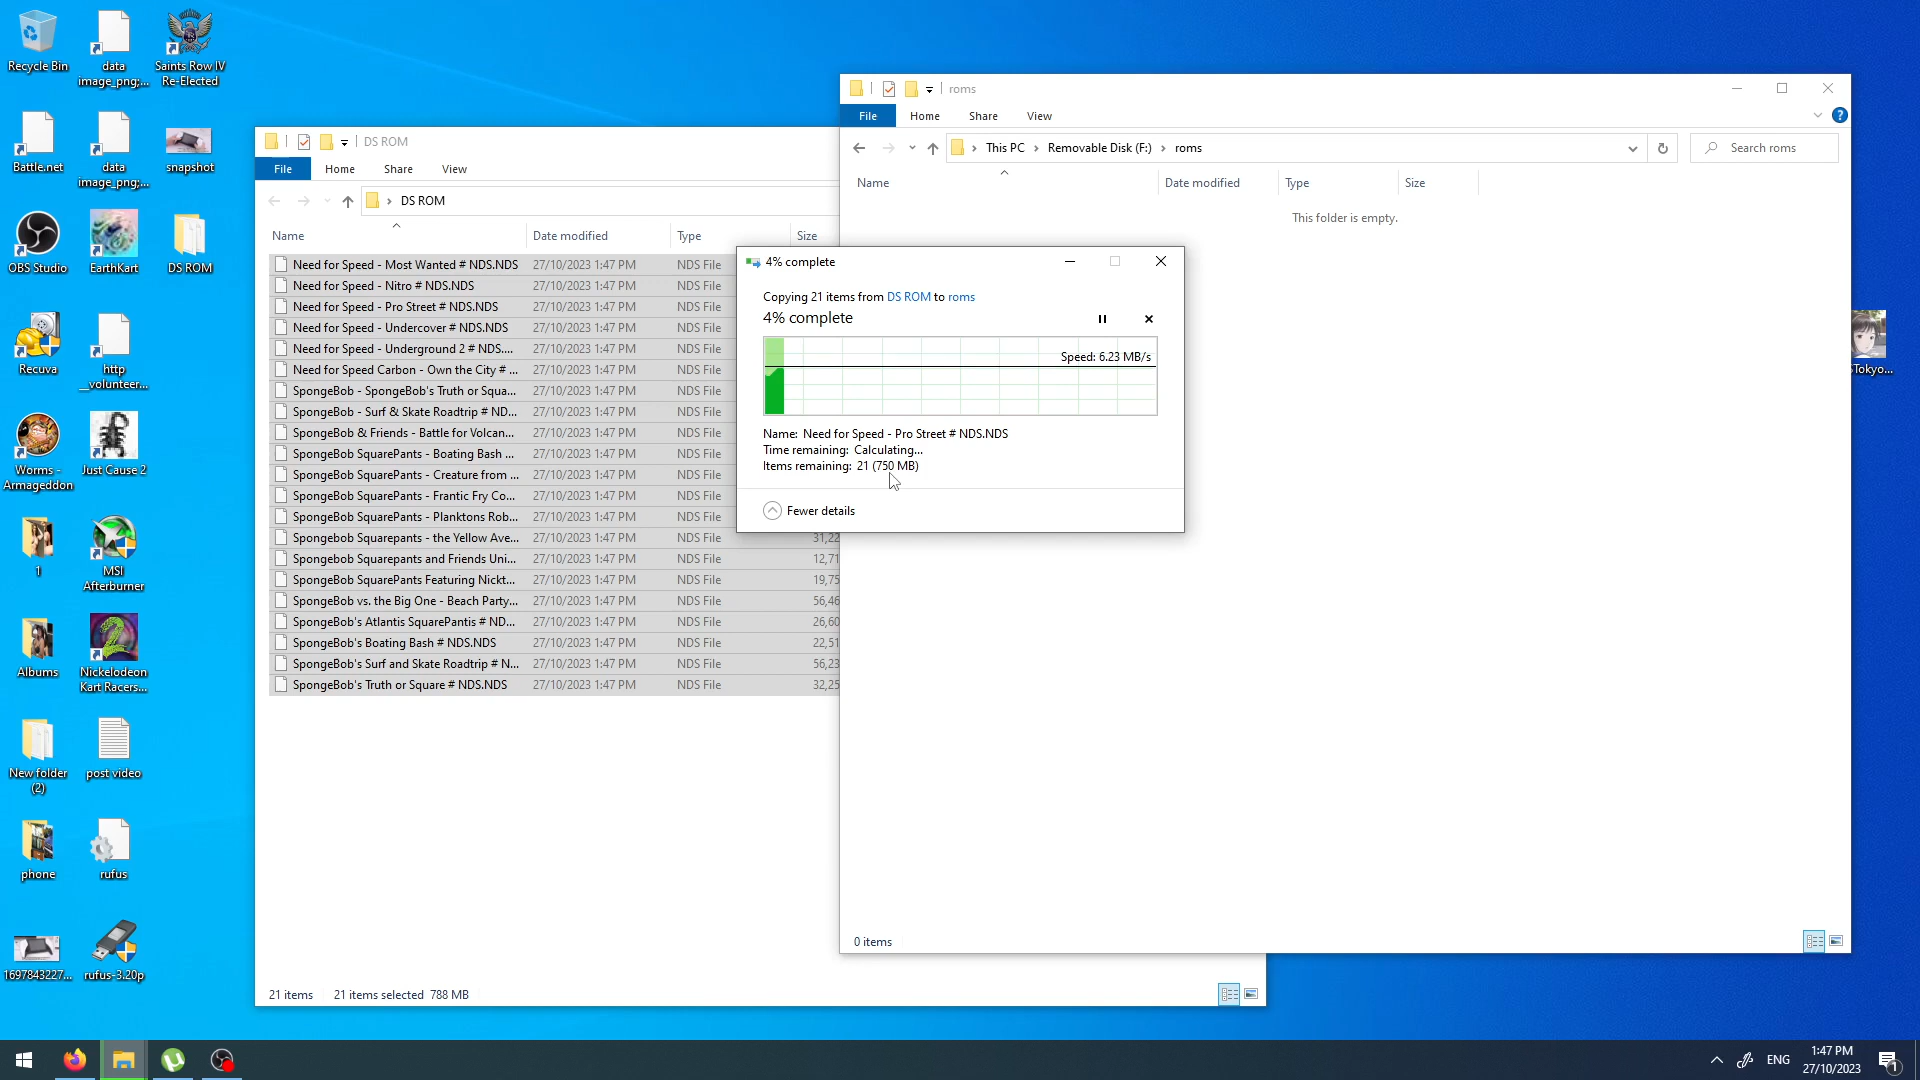 Recycle Bin
data
image_png;...
Saints Row IV
Re-Elected
Battle.net
data
image_png;...
snapshot
OBS Studio
EarthKart
DS ROM
Recuva
http
__volunteer...
Worms -
Armageddon
Just Cause 2
1
MSI
Afterburner
Albums
Nickelodeon
Kart Racers...
New folder
(2)
post video
phone
rufus
1697843227...
rufus-3.20p
DS ROM
File Home Share View
DS ROM
Name Date modified Type Size
Need for Speed - Most Wanted # NDS.NDS 27/10/2023 1:47 PM NDS File
Need for Speed - Nitro # NDS.NDS 27/10/2023 1:47 PM NDS File
Need for Speed - Pro Street # NDS.NDS 27/10/2023 1:47 PM NDS File
Need for Speed - Undercover # NDS.NDS 27/10/2023 1:47 PM NDS File
Need for Speed - Underground 2 # NDS.... 27/10/2023 1:47 PM NDS File
Need for Speed Carbon - Own the City # ... 27/10/2023 1:47 PM NDS File
SpongeBob - SpongeBob's Truth or Squa... 27/10/2023 1:47 PM NDS File
SpongeBob - Surf & Skate Roadtrip # ND... 27/10/2023 1:47 PM NDS File
SpongeBob & Friends - Battle for Volcan... 27/10/2023 1:47 PM NDS File
SpongeBob SquarePants - Boating Bash ... 27/10/2023 1:47 PM NDS File
SpongeBob SquarePants - Creature from ... 27/10/2023 1:47 PM NDS File
SpongeBob SquarePants - Frantic Fry Co... 27/10/2023 1:47 PM NDS File
SpongeBob SquarePants - Planktons Rob... 27/10/2023 1:47 PM NDS File
Spongebob Squarepants - the Yellow Ave... 27/10/2023 1:47 PM NDS File 31,22
Spongebob Squarepants and Friends Uni... 27/10/2023 1:47 PM NDS File 12,71
SpongeBob SquarePants Featuring Nickt... 27/10/2023 1:47 PM NDS File 19,75
SpongeBob vs. the Big One - Beach Party... 27/10/2023 1:47 PM NDS File 56,46
SpongeBob's Atlantis SquarePantis # ND... 27/10/2023 1:47 PM NDS File 26,60
SpongeBob's Boating Bash # NDS.NDS 27/10/2023 1:47 PM NDS File 22,51
SpongeBob's Surf and Skate Roadtrip # N... 27/10/2023 1:47 PM NDS File 56,23
SpongeBob's Truth or Square # NDS.NDS 27/10/2023 1:47 PM NDS File 32,25
21 items 21 items selected 788 MB
roms
File Home Share View
This PC Removable Disk (F:) roms
Search roms
Name Date modified Type Size
This folder is empty.
0 items
4% complete
Copying 21 items from DS ROM to roms
4% complete
Speed: 6.23 MB/s
Name: Need for Speed - Pro Street # NDS.NDS
Time remaining: Calculating...
Items remaining: 21 (750 MB)
Fewer details
Tokyo...
ENG
1:47 PM
27/10/2023
1